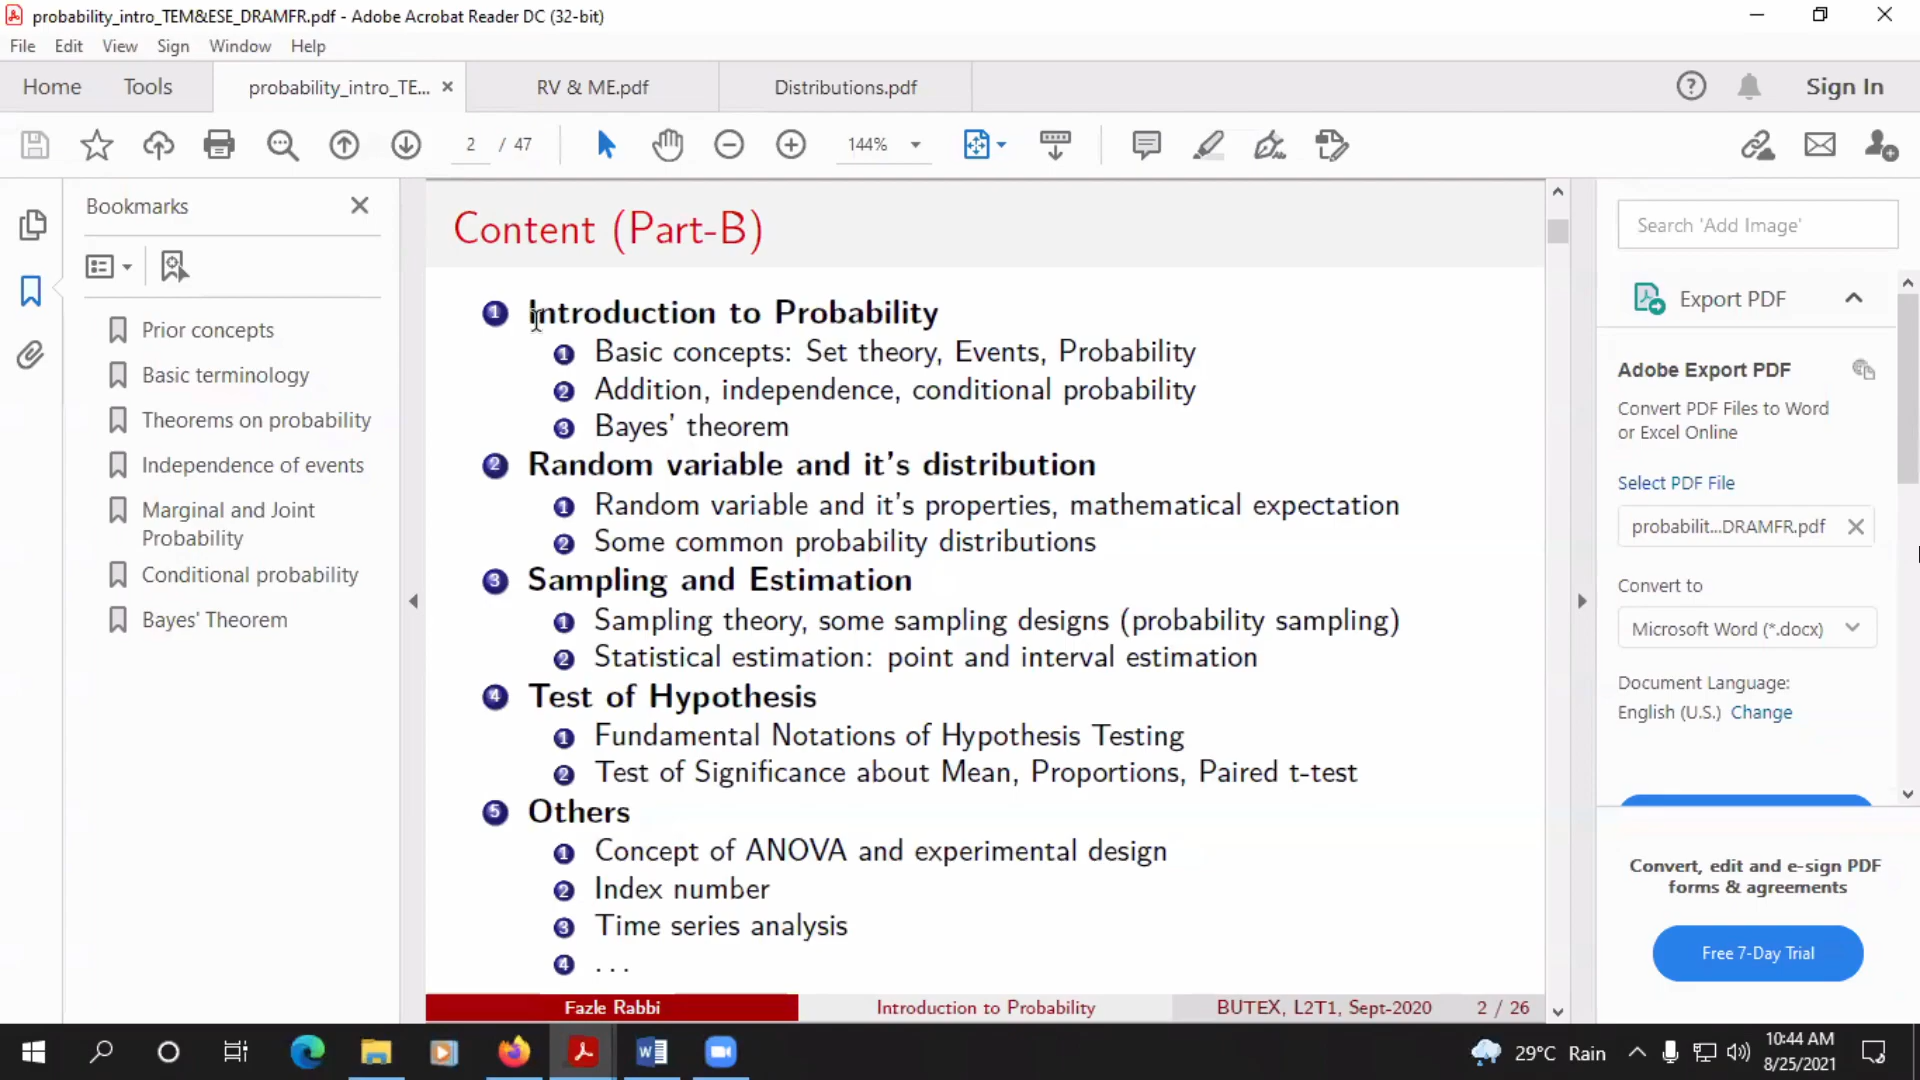 probability_intro_TEM&ESE_DRAMFR.pdf - Adobe Acrobat Reader DC (32-bit)
File Edit View Sign Window Help
Home Tools probability_intro_TE... RV & ME.pdf Distributions.pdf Sign In
2 / 47 144%
Bookmarks
Prior concepts
Basic terminology
Theorems on probability
Independence of events
Marginal and Joint
Probability
Conditional probability
Bayes' Theorem
Content (Part-B)
1 Introduction to Probability
1 Basic concepts: Set theory, Events, Probability
2 Addition, independence, conditional probability
3 Bayes' theorem
2 Random variable and it's distribution
1 Random variable and it's properties, mathematical expectation
2 Some common probability distributions
3 Sampling and Estimation
1 Sampling theory, some sampling designs (probability sampling)
2 Statistical estimation: point and interval estimation
4 Test of Hypothesis
1 Fundamental Notations of Hypothesis Testing
2 Test of Significance about Mean, Proportions, Paired t-test
5 Others
1 Concept of ANOVA and experimental design
2 Index number
3 Time series analysis
4 . . .
Fazle Rabbi Introduction to Probability BUTEX, L2T1, Sept-2020 2 / 26
Search 'Add Image'
Export PDF
Adobe Export PDF
Convert PDF Files to Word
or Excel Online
Select PDF File
probabilit...DRAMFR.pdf
Convert to
Microsoft Word (*.docx)
Document Language:
English (U.S.) Change
Convert, edit and e-sign PDF
forms & agreements
Free 7-Day Trial
29°C Rain
10:44 AM
8/25/2021